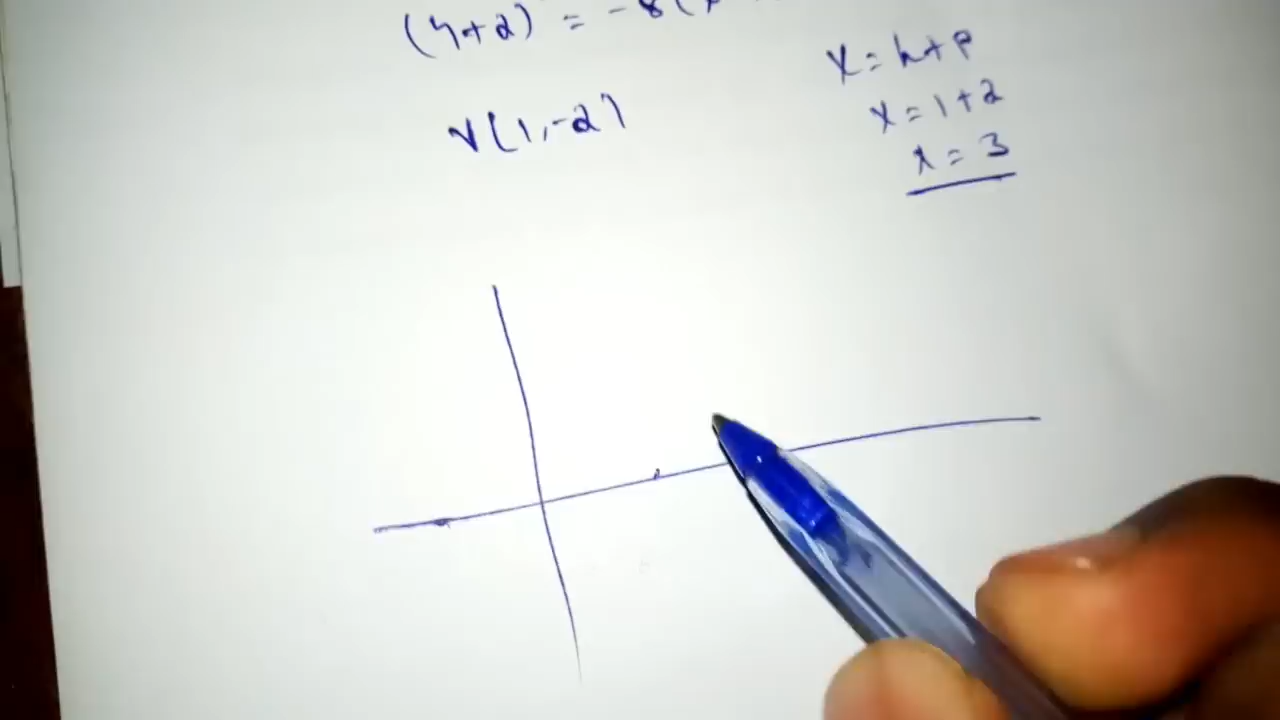 (y+2) = -8(x
V(1,-2)
x = h+p
x = 1+2
x = 3